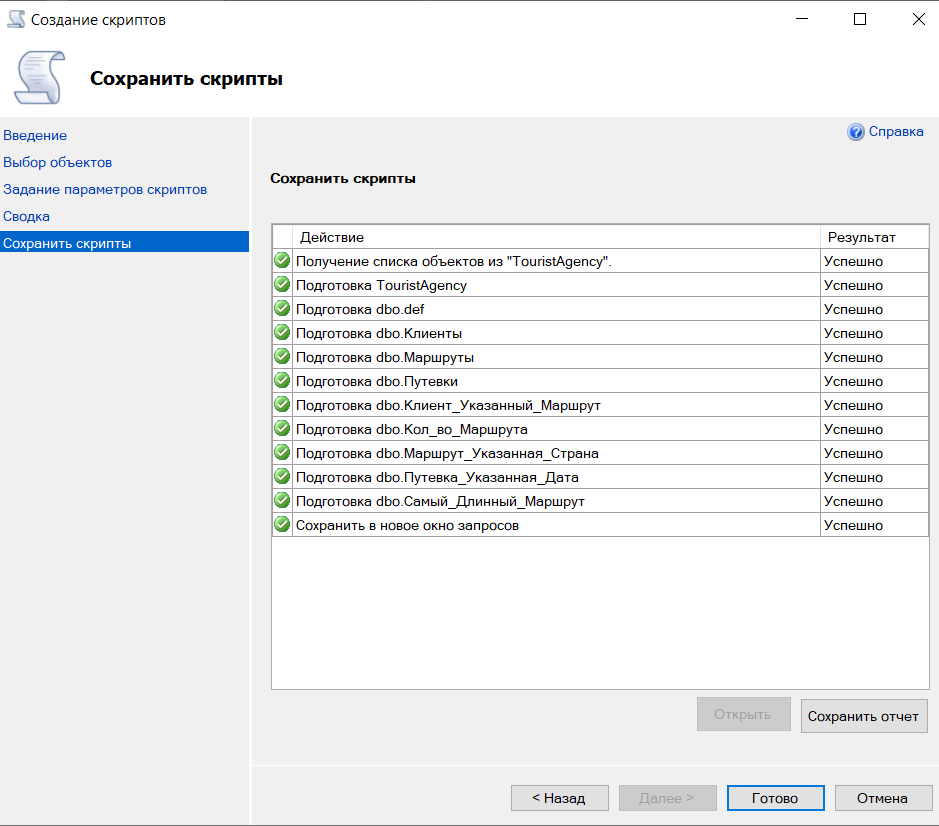 Создание скриптов
Сохранить скрипты
Введение
Выбор объектов
Задание параметров скриптов
Сводка
Сохранить скрипты
Справка
Сохранить скрипты
Действие Результат
Получение списка объектов из "TouristAgency". Успешно
Подготовка TouristAgency Успешно
Подготовка dbo.def Успешно
Подготовка dbo.Клиенты Успешно
Подготовка dbo.Маршруты Успешно
Подготовка dbo.Путевки Успешно
Подготовка dbo.Клиент_Указанный_Маршрут Успешно
Подготовка dbo.Кол_во_Маршрута Успешно
Подготовка dbo.Маршрут_Указанная_Страна Успешно
Подготовка dbo.Путевка_Указанная_Дата Успешно
Подготовка dbo.Самый_Длинный_Маршрут Успешно
Сохранить в новое окно запросов Успешно
Открыть Сохранить отчет
< Назад Далее > Готово Отмена